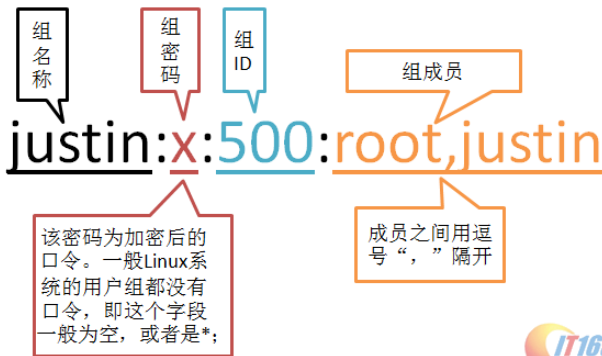 组名称
组密码
组ID
组成员
justin:x:500:root,justin
该密码为加密后的
口令。一般Linux系
统的用户组都没有
口令，即这个字段
一般为空，或者是*；
成员之间用逗
号“，”隔开
IT16